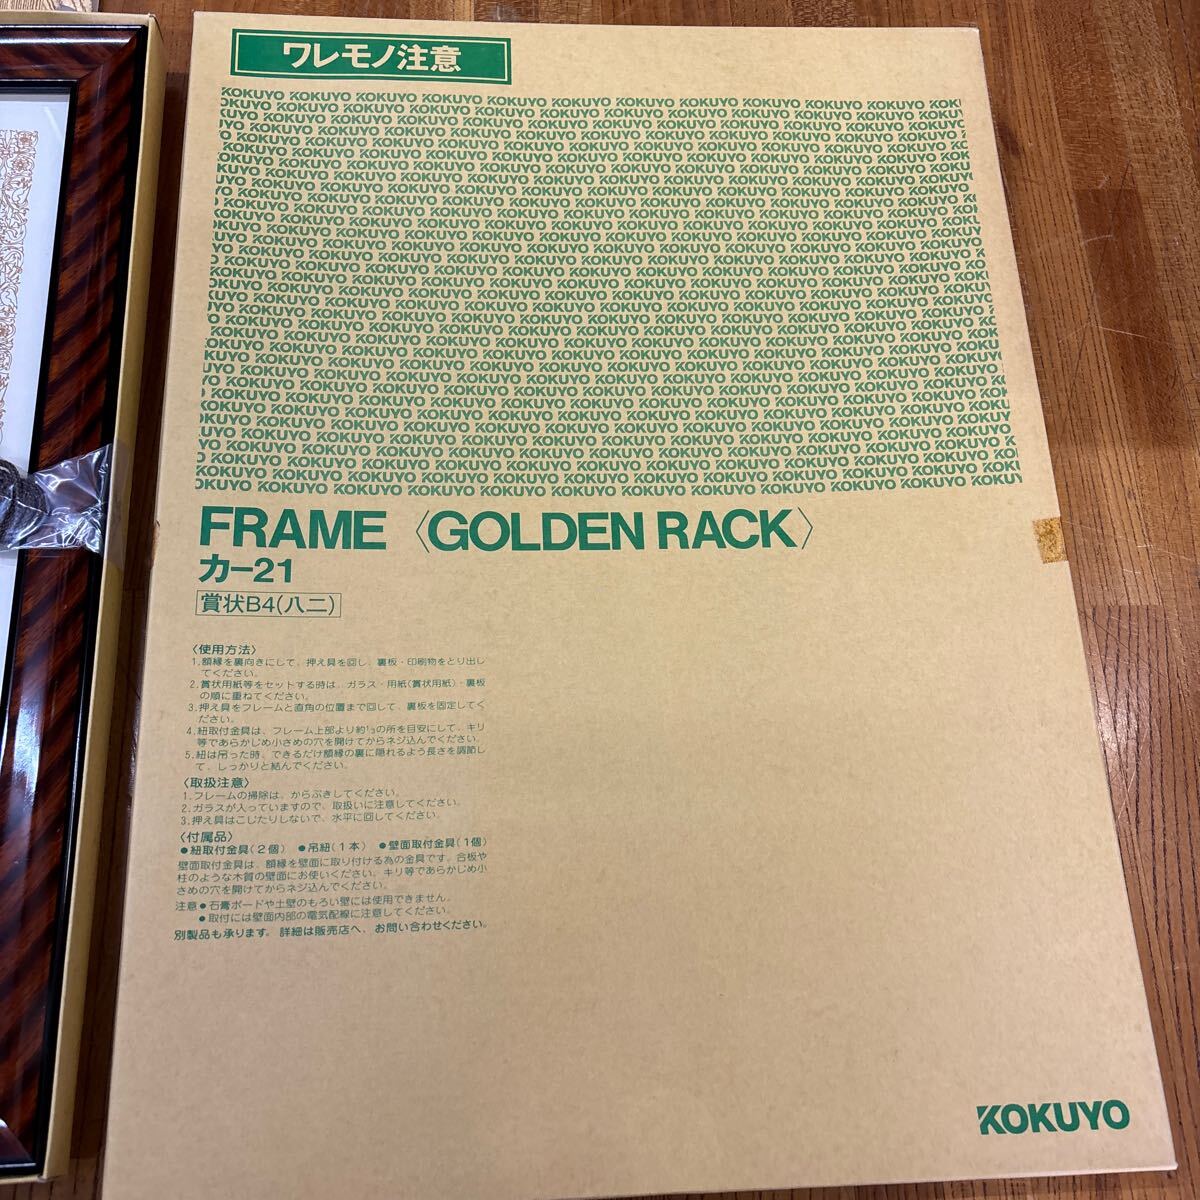 ワレモノ注意
FRAME〈GOLDEN RACK〉
カー21
賞状B4(八二)
〈使用方法〉
1.額縁を裏向きにして、押え具を回し、裏板・印刷物をとり出し
てください。
2.賞状用紙等をセットする時は、ガラス・用紙(賞状用紙)・裏板
の順に重ねてください。
3.押え具をフレームと直角の位置まで回して、裏板を固定してく
ださい。
4.紐取付金具は、フレーム上部より約1/3の所を目安にして、キリ
等であらかじめ小さめの穴を開けてからネジ込んでください。
5.紐は吊った時、できるだけ額縁の裏に隠れるよう長さを調節し
て、しっかりと結んでください。
〈取扱注意〉
1.フレームの掃除は、からぶきしてください。
2.ガラスが入っていますので、取扱いに注意してください。
3.押え具はこじたりしないで、水平に回してください。
〈付属品〉
●紐取付金具(2個) ●吊紐(1本) ●壁面取付金具(1個)
壁面取付金具は、額縁を壁面に取り付ける為の金具です。合板や
柱のような木質の壁面にお使いください。キリ等であらかじめ小
さめの穴を開けてからネジ込んでください。
注意●石膏ボードや土壁のもろい壁には使用できません。
●取付には壁面内部の電気配線に注意してください。
別製品も承ります。詳細は販売店へ、お問い合わせください。
KOKUYO